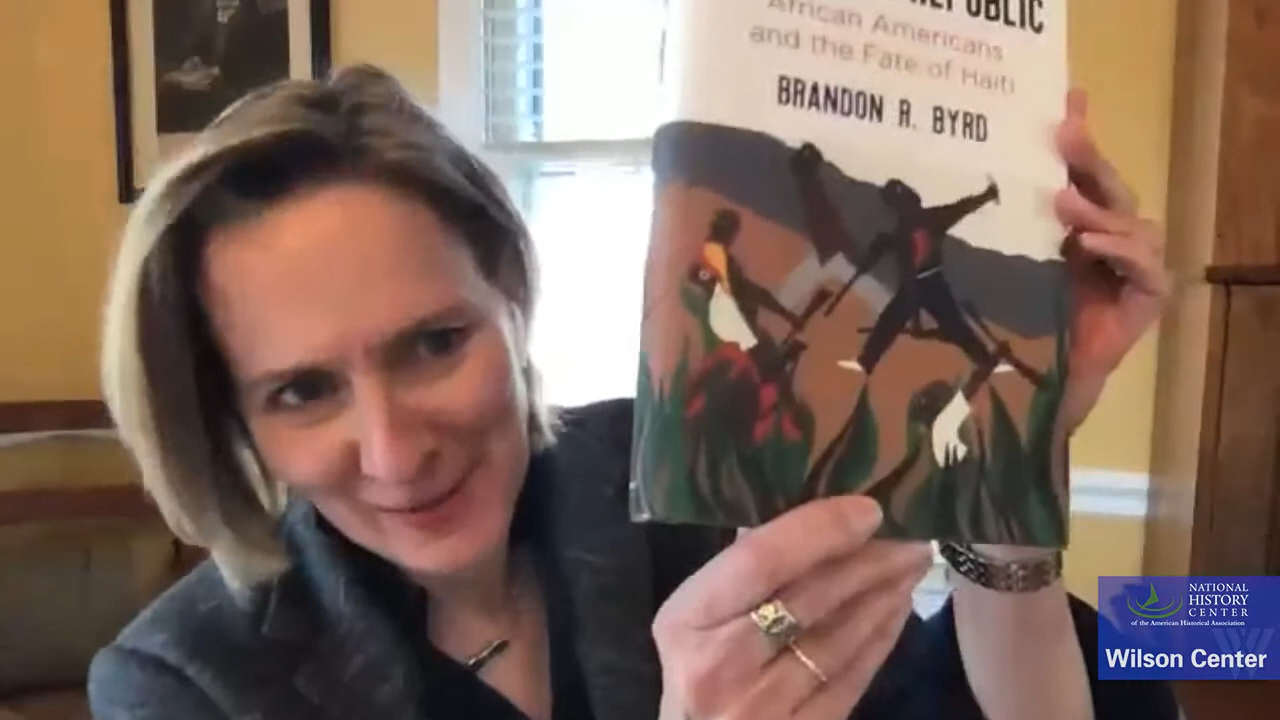 African Americans
and the Fate of Haiti
BRANDON R. BYRD
NATIONAL
HISTORY
CENTER
of the American Historical Association
Wilson Center